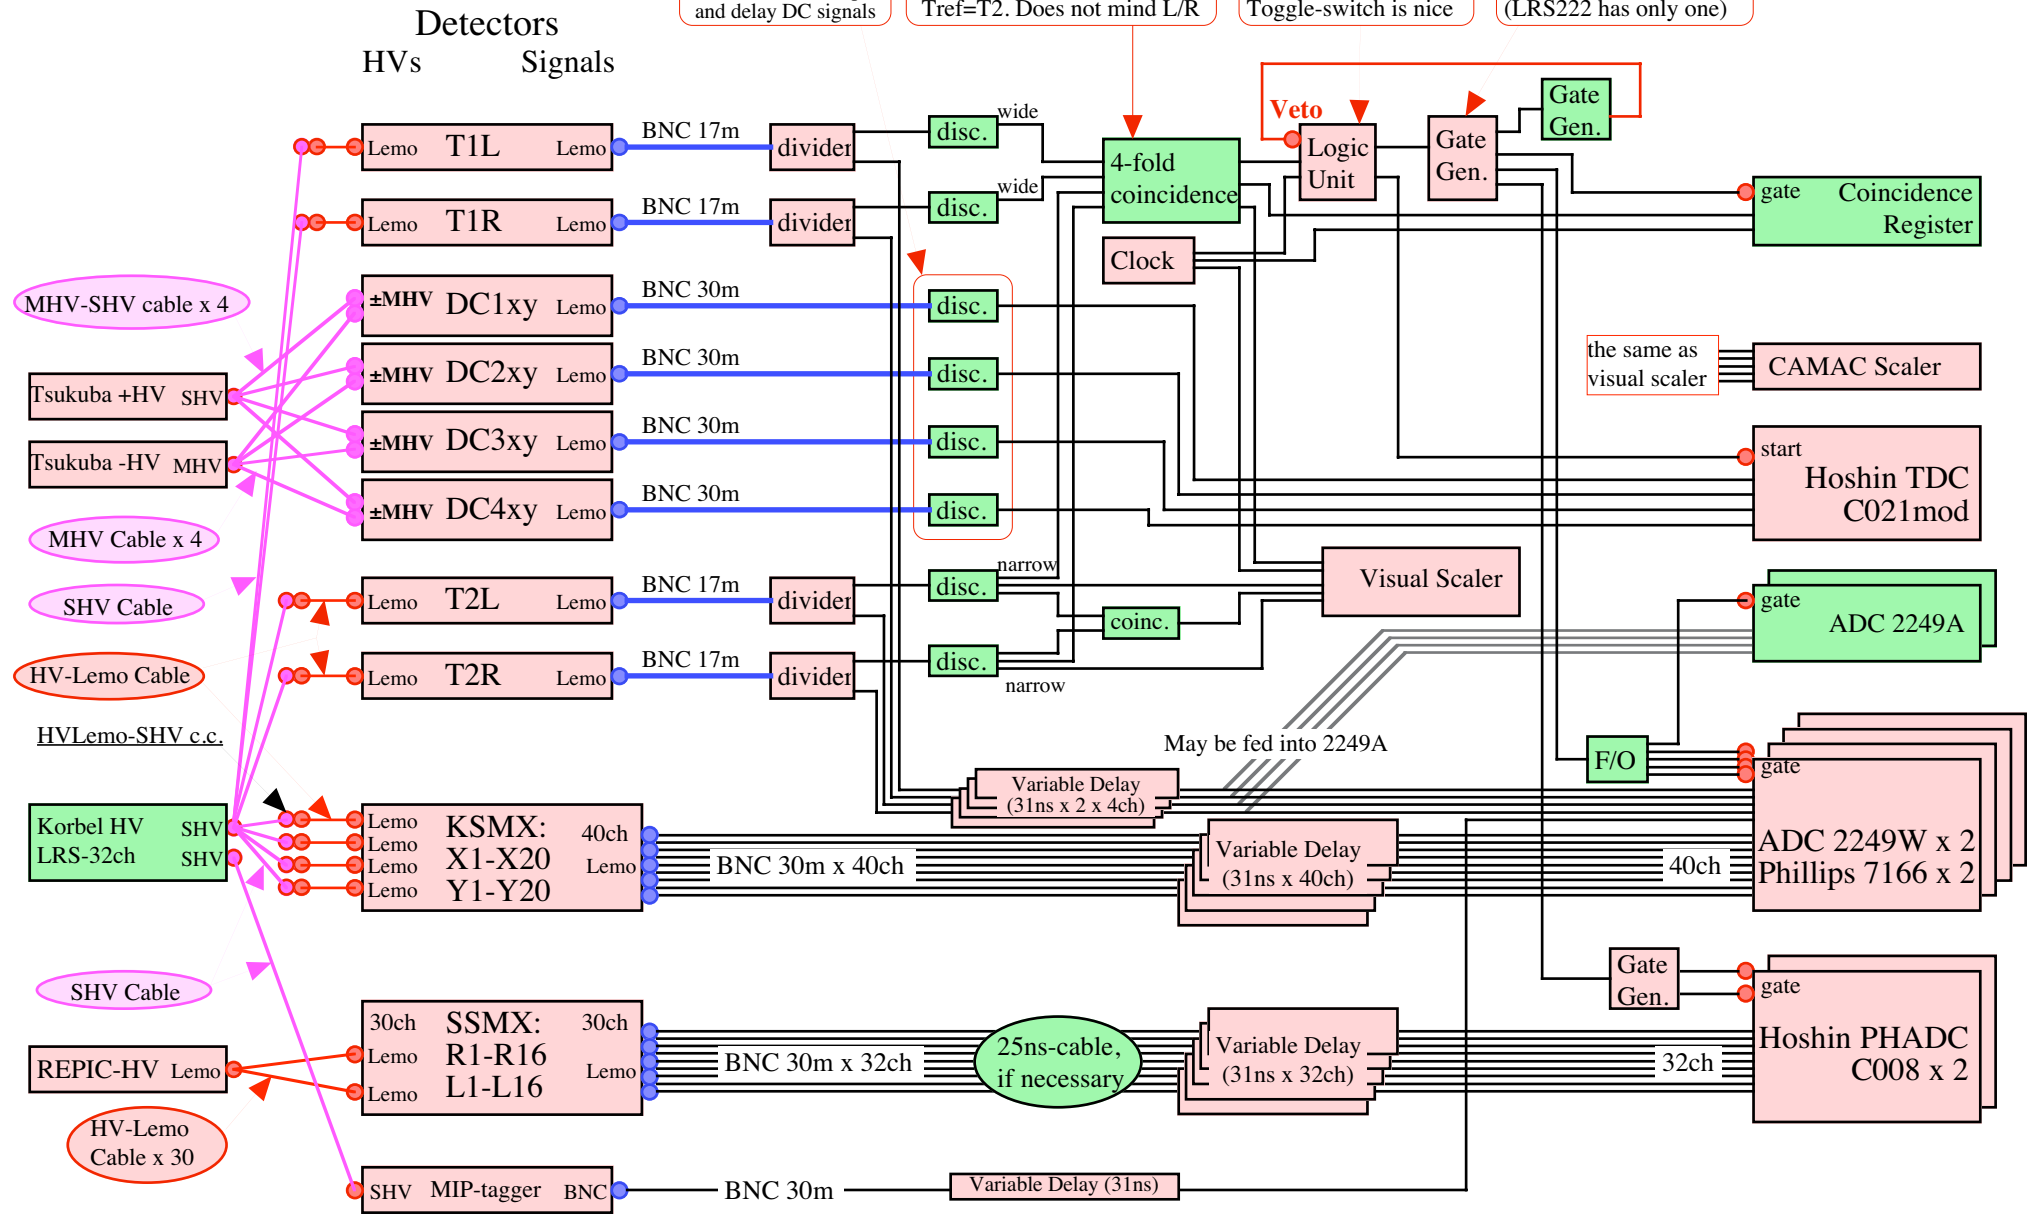 and delay DC signals
Tref=T2. Does not mind L/R
Toggle-switch is nice
(LRS222 has only one)
Detectors
HVs
Signals
Lemo T1L Lemo
BNC 17m
divider
disc.
wide
4-fold
coincidence
Veto
Logic
Unit
Gate
Gen.
Gate
Gen.
gate Coincidence
Register
Lemo T1R Lemo
BNC 17m
divider
disc.
wide
Clock
MHV-SHV cable x 4
±MHV DC1xy Lemo
BNC 30m
disc.
±MHV DC2xy Lemo
BNC 30m
disc.
the same as
visual scaler
CAMAC Scaler
Tsukuba +HV SHV
±MHV DC3xy Lemo
BNC 30m
disc.
Tsukuba -HV MHV
±MHV DC4xy Lemo
BNC 30m
disc.
start
Hoshin TDC
C021mod
MHV Cable x 4
SHV Cable
Lemo T2L Lemo
BNC 17m
divider
disc.
narrow
coinc.
Visual Scaler
gate
ADC 2249A
HV-Lemo Cable
Lemo T2R Lemo
BNC 17m
divider
disc.
narrow
HVLemo-SHV c.c.
May be fed into 2249A
F/O
gate
ADC 2249W x 2
Phillips 7166 x 2
Variable Delay
(31ns x 2 x 4ch)
Korbel HV SHV
LRS-32ch SHV
Lemo
Lemo
Lemo
Lemo
KSMX:
X1-X20
Y1-Y20
40ch
Lemo
BNC 30m x 40ch
Variable Delay
(31ns x 40ch)
40ch
SHV Cable
Gate
Gen.
gate
Hoshin PHADC
C008 x 2
REPIC-HV Lemo
30ch
Lemo
Lemo
SSMX:
R1-R16
L1-L16
30ch
Lemo
BNC 30m x 32ch
25ns-cable,
if necessary
Variable Delay
(31ns x 32ch)
32ch
HV-Lemo
Cable x 30
SHV MIP-tagger BNC
BNC 30m
Variable Delay (31ns)